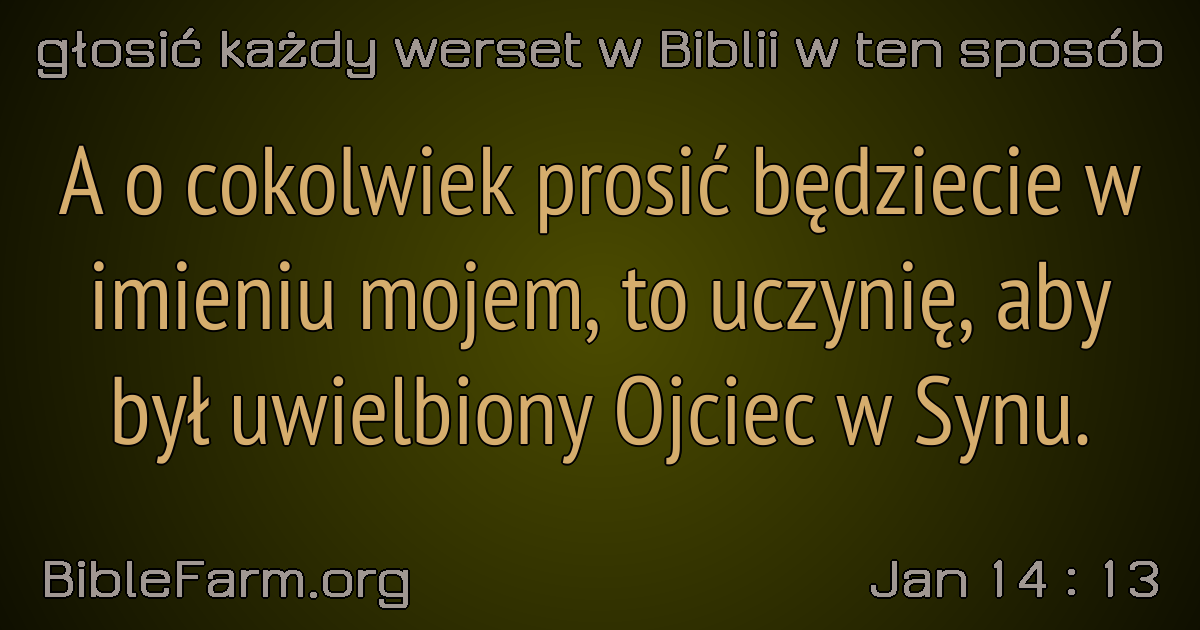 głosić każdy werset w Biblii w ten sposób
A o cokolwiek prosić będziecie w
imieniu mojem, to uczynię, aby
był uwielbiony Ojciec w Synu.
BibleFarm.org
Jan 14 : 13